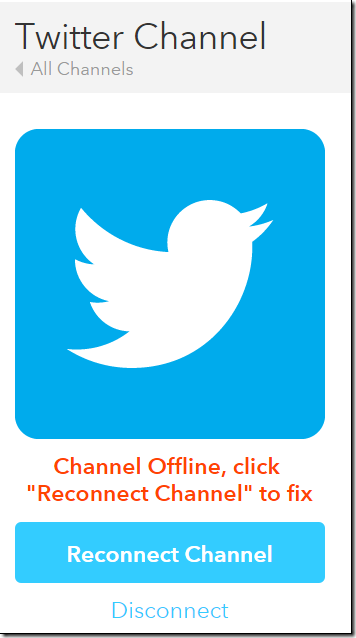 Twitter Channel
All Channels
Channel Offline, click
"Reconnect Channel" to fix
Reconnect Channel
Disconnect